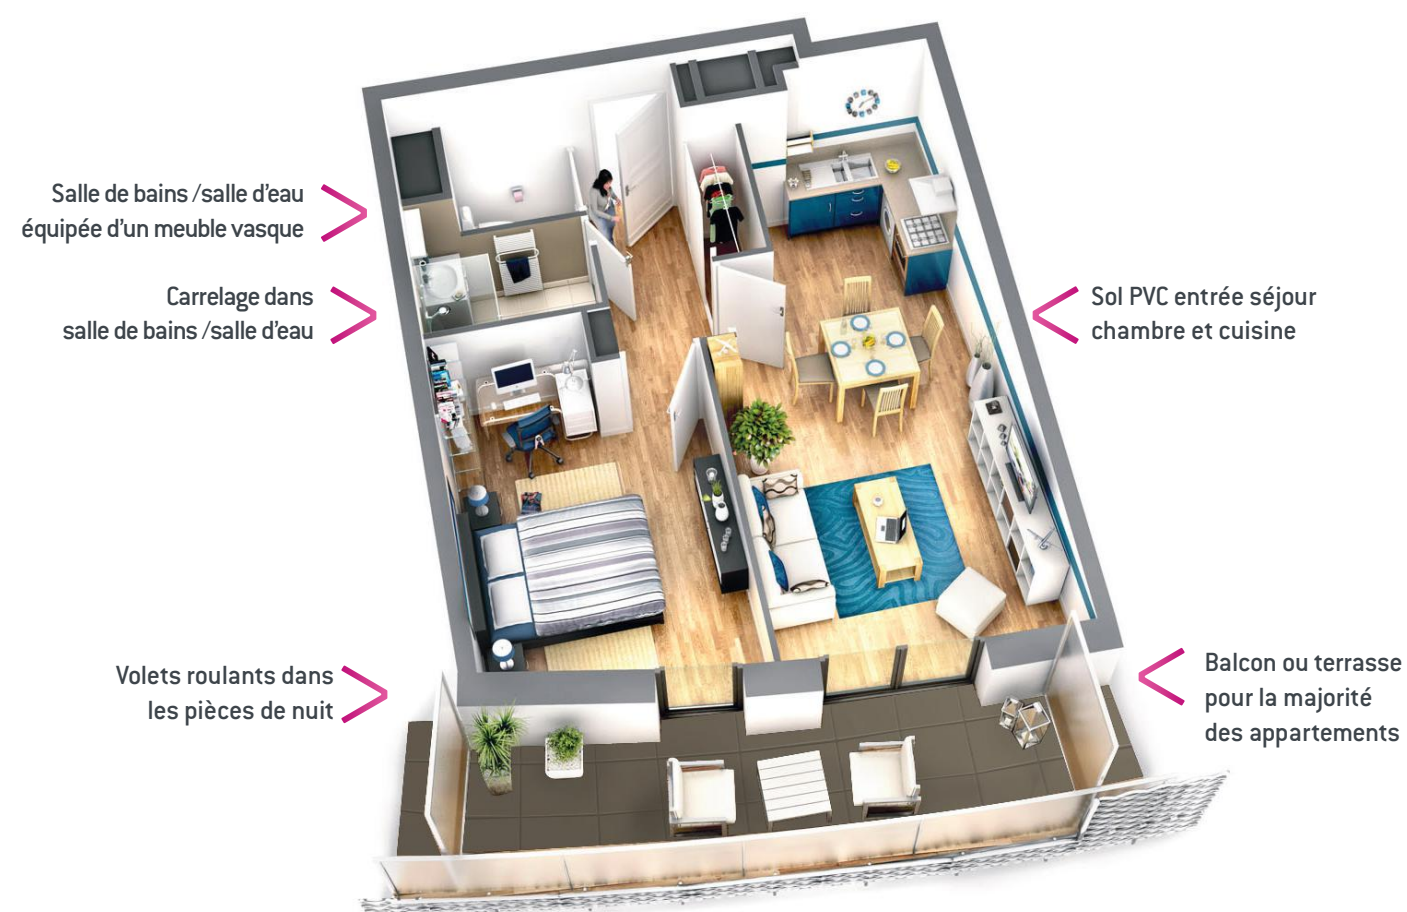 Salle de bains /salle d'eau
équipée d'un meuble vasque
Carrelage dans
salle de bains /salle d'eau
Volets roulants dans
les pièces de nuit
Sol PVC entrée séjour
chambre et cuisine
Balcon ou terrasse
pour la majorité
des appartements